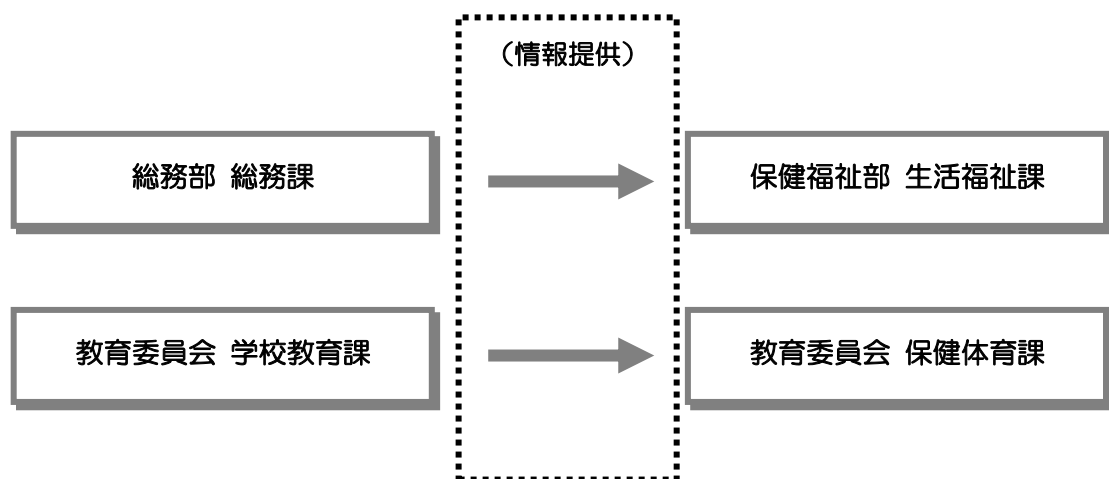 （情報提供）
総務部 総務課
保健福祉部 生活福祉課
教育委員会 学校教育課
教育委員会 保健体育課